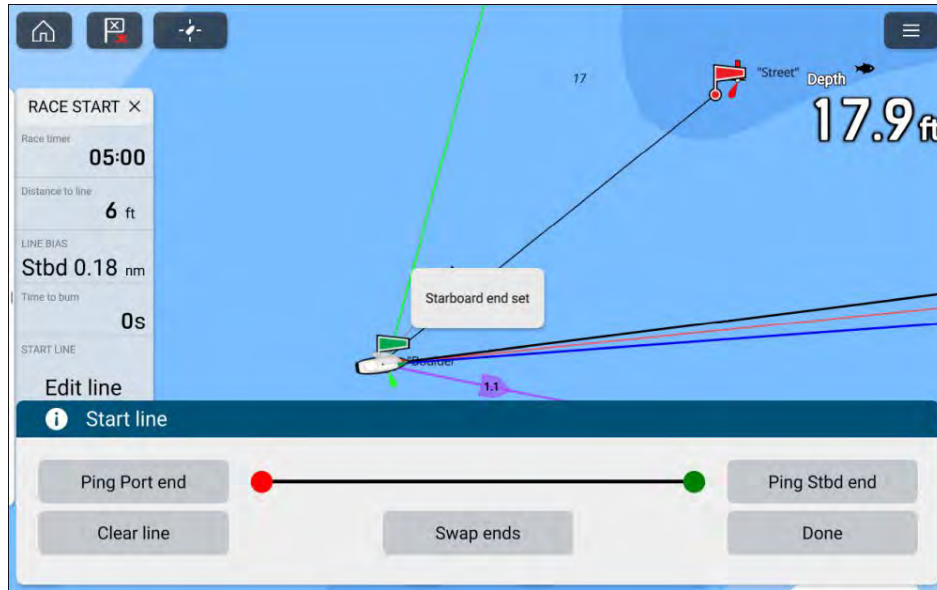 17
"Street"
Depth
17.9 ft
RACE START ×
Race timer
05:00
Distance to line
6 ft
LINE BIAS
Stbd 0.18 nm
Time to burn
0s
START LINE
Edit line
Starboard end set
"Boulder
1.1
i Start line
Ping Port end
Ping Stbd end
Clear line
Swap ends
Done